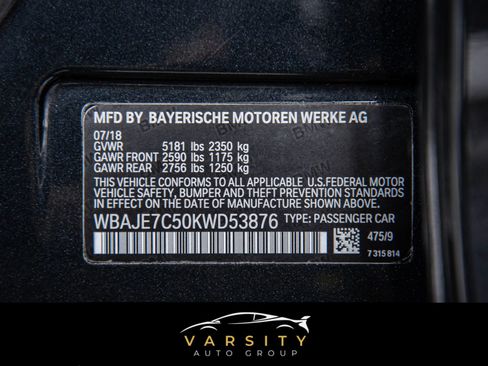 MFD BY BAYERISCHE MOTOREN WERKE AG
07/18
GVWR 5181 lbs 2350 kg
GAWR FRONT 2590 lbs 1175 kg
GAWR REAR 2756 lbs 1250 kg
THIS VEHICLE CONFORMS TO ALL APPLICABLE U.S.FEDERAL MOTOR
VEHICLE SAFETY, BUMPER AND THEFT PREVENTION STANDARDS
IN EFFECT ON THE DATE OF MANUFACTURE SHOWN ABOVE.
WBAJE7C50KWD53876 TYPE: PASSENGER CAR
475/9
7 315 814
VARSITY
AUTO GROUP